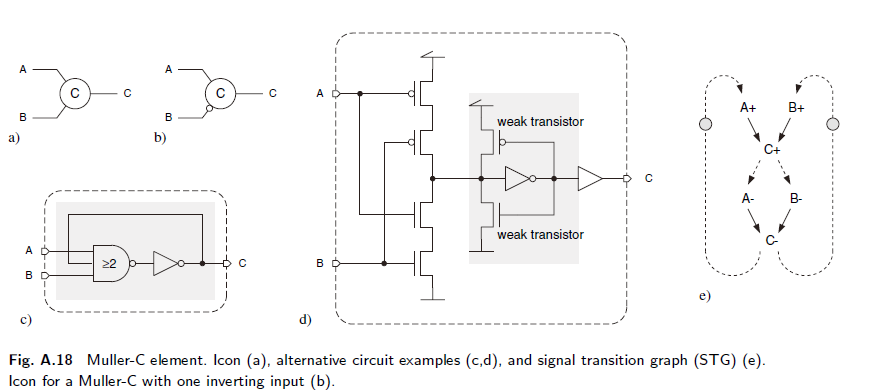 A
C
C
B
a)
A
C
C
B
b)
A
≥2
C
B
c)
A
weak transistor
C
weak transistor
B
d)
A+ B+
C+
A- B-
C-
e)
Fig. A.18 Muller-C element. Icon (a), alternative circuit examples (c,d), and signal transition graph (STG) (e).
Icon for a Muller-C with one inverting input (b).